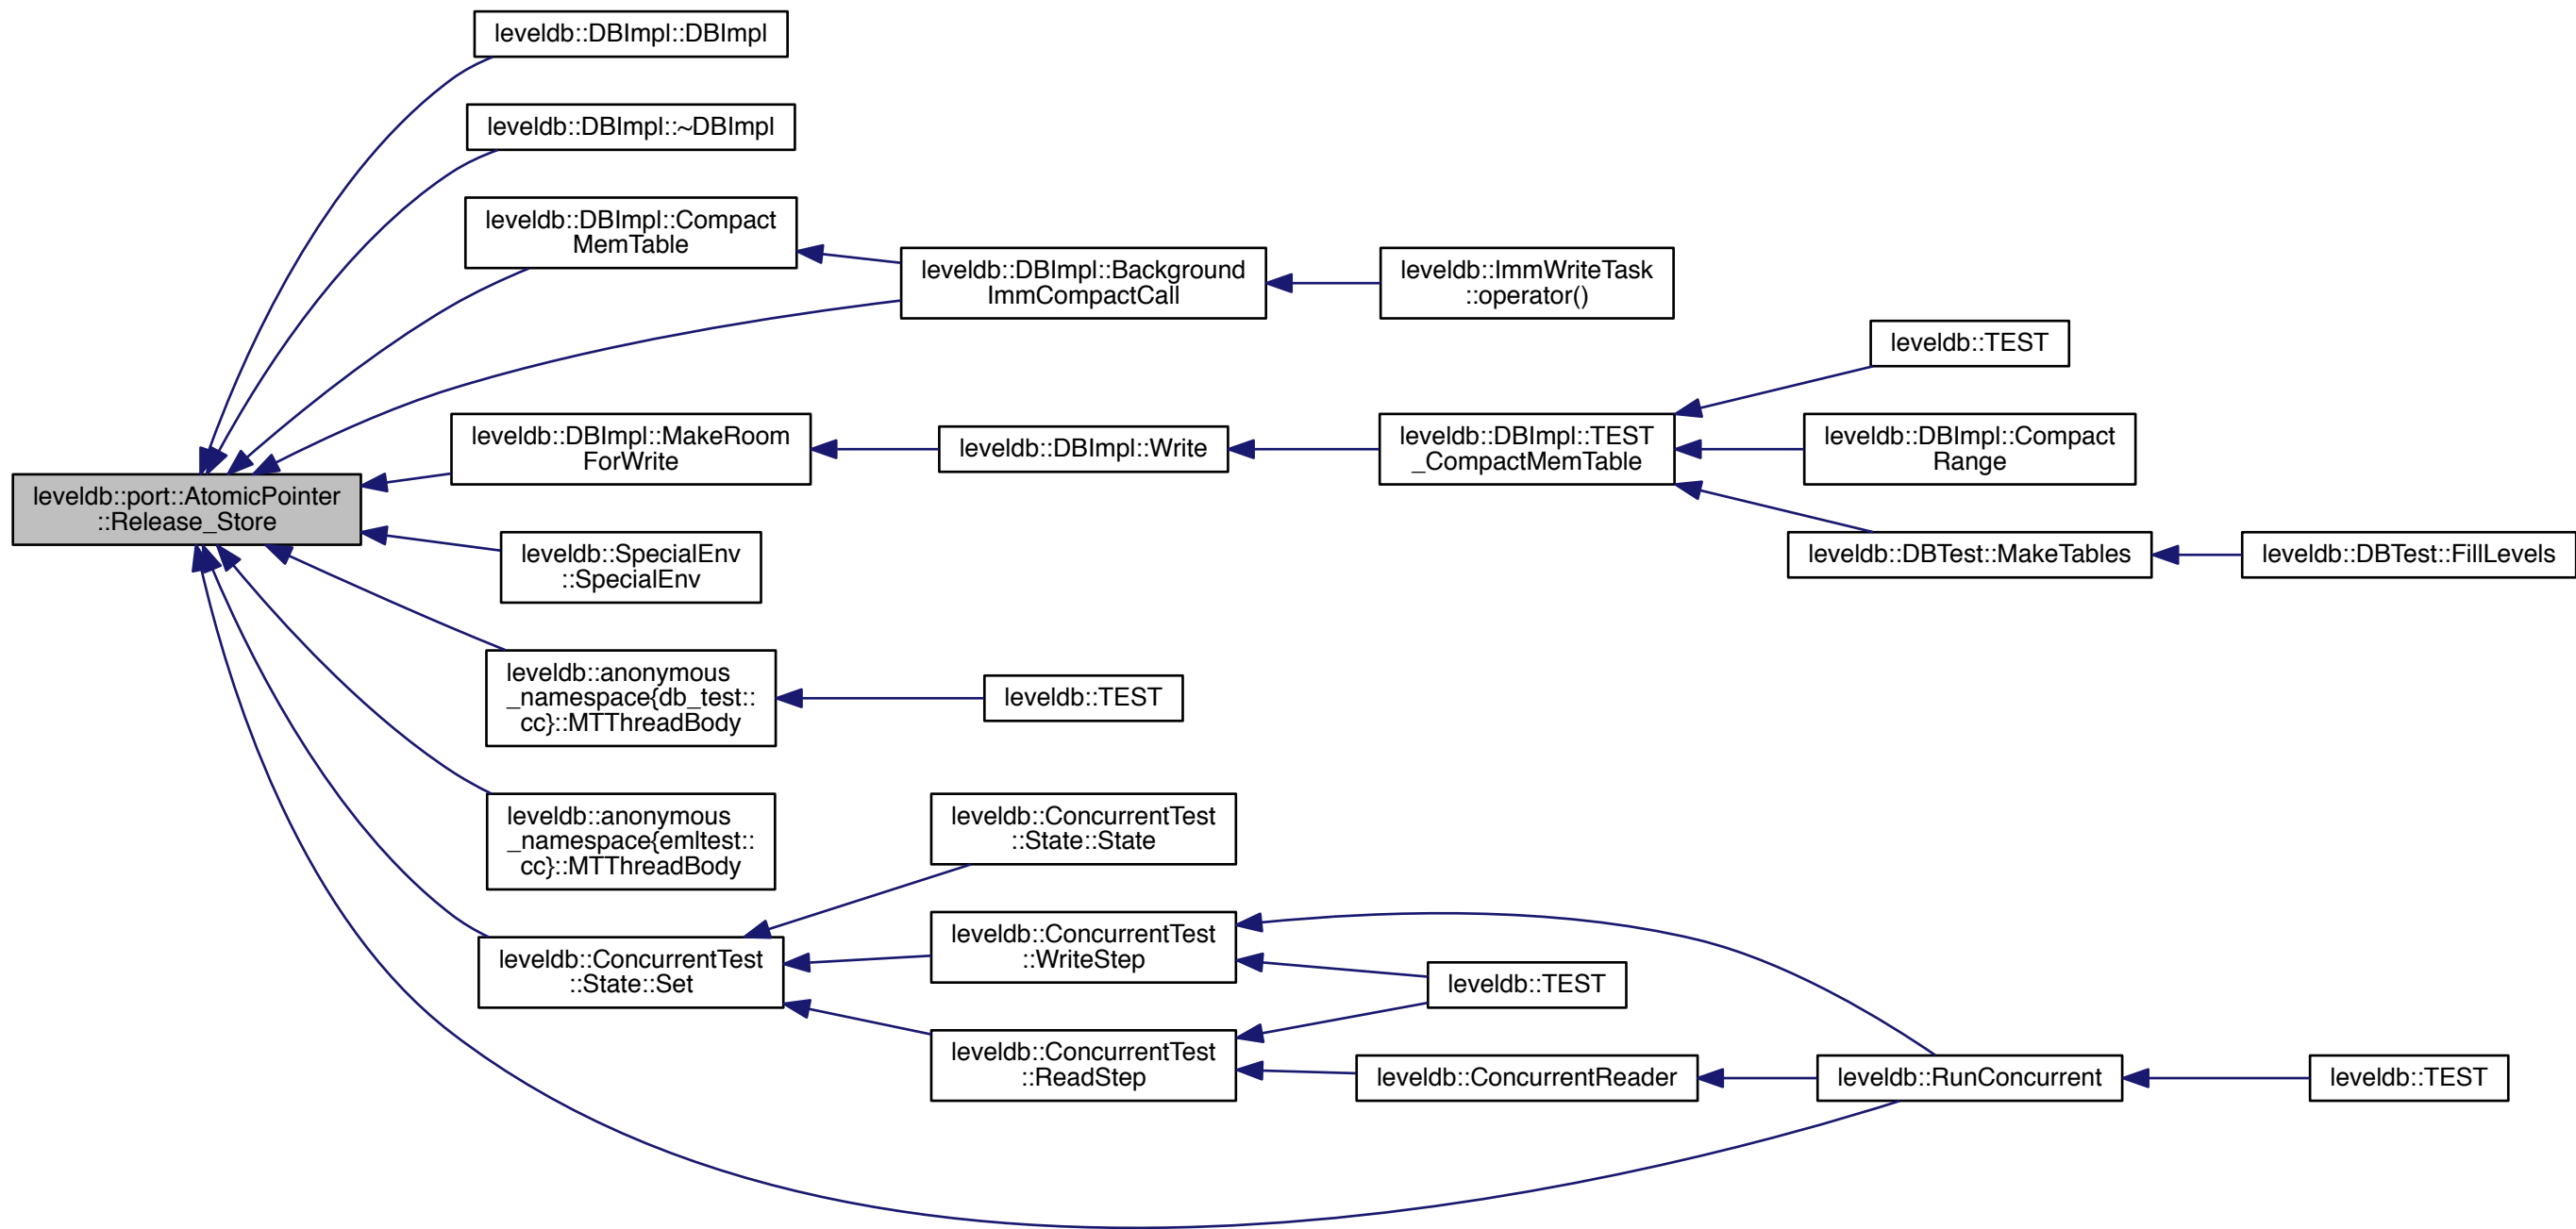 leveldb::DBImpl::DBImpl
leveldb::DBImpl::~DBImpl
leveldb::DBImpl::Compact
MemTable
leveldb::DBImpl::Background
ImmCompactCall
leveldb::ImmWriteTask
::operator()
leveldb::TEST
leveldb::DBImpl::MakeRoom
ForWrite
leveldb::DBImpl::Write
leveldb::DBImpl::TEST
_CompactMemTable
leveldb::DBImpl::Compact
Range
leveldb::port::AtomicPointer
::Release_Store
leveldb::SpecialEnv
::SpecialEnv
leveldb::DBTest::MakeTables
leveldb::DBTest::FillLevels
leveldb::anonymous
_namespace{db_test::
cc}::MTThreadBody
leveldb::TEST
leveldb::anonymous
_namespace{emltest::
cc}::MTThreadBody
leveldb::ConcurrentTest
::State::State
leveldb::ConcurrentTest
::State::Set
leveldb::ConcurrentTest
::WriteStep
leveldb::TEST
leveldb::ConcurrentTest
::ReadStep
leveldb::ConcurrentReader
leveldb::RunConcurrent
leveldb::TEST